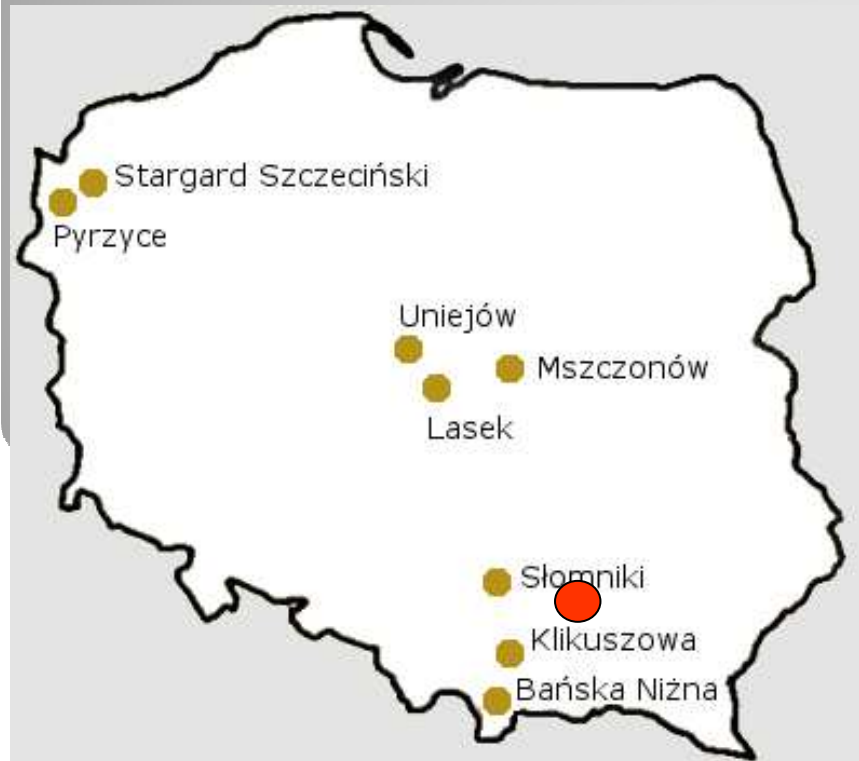 Stargard Szczeciński
Pyrzyce
Uniejów
Mszczonów
Lasek
Słomniki
Klikuszowa
Bańska Niżna